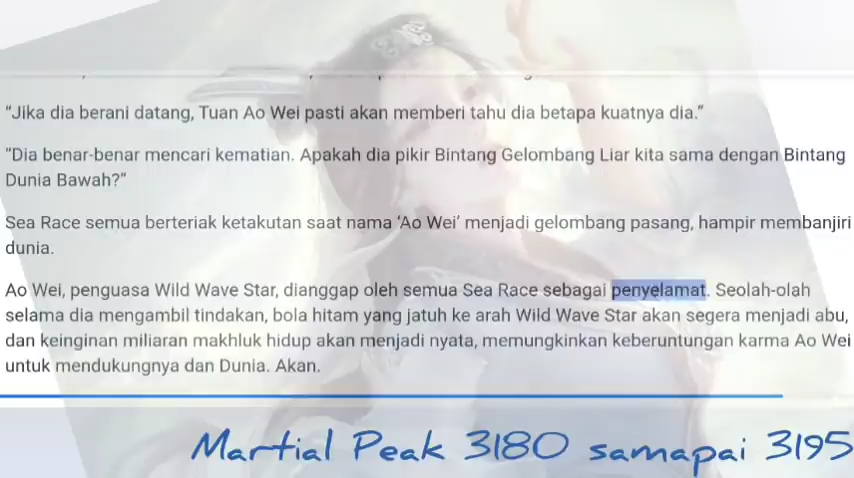 “Jika dia berani datang, Tuan Ao Wei pasti akan memberi tahu dia betapa kuatnya dia.”
“Dia benar-benar mencari kematian. Apakah dia pikir Bintang Gelombang Liar kita sama dengan Bintang
Dunia Bawah?”
Sea Race semua berteriak ketakutan saat nama ‘Ao Wei’ menjadi gelombang pasang, hampir membanjiri
dunia.
Ao Wei, penguasa Wild Wave Star, dianggap oleh semua Sea Race sebagai penyelamat. Seolah-olah
selama dia mengambil tindakan, bola hitam yang jatuh ke arah Wild Wave Star akan segera menjadi abu,
dan keinginan miliaran makhluk hidup akan menjadi nyata, memungkinkan keberuntungan karma Ao Wei
untuk mendukungnya dan Dunia. Akan.
Martial Peak 3180 samapai 3195